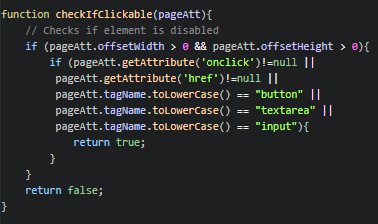 function checkIfClickable(pageAtt){
    // Checks if element is disabled
    if (pageAtt.offsetWidth > 0 && pageAtt.offsetHeight > 0){
        if (pageAtt.getAttribute('onclick')!=null ||
         pageAtt.getAttribute('href')!=null ||
         pageAtt.tagName.toLowerCase() == "button" ||
         pageAtt.tagName.toLowerCase() == "textarea" ||
         pageAtt.tagName.toLowerCase() == "input"){
            return true;
        }
    }
    return false;
}